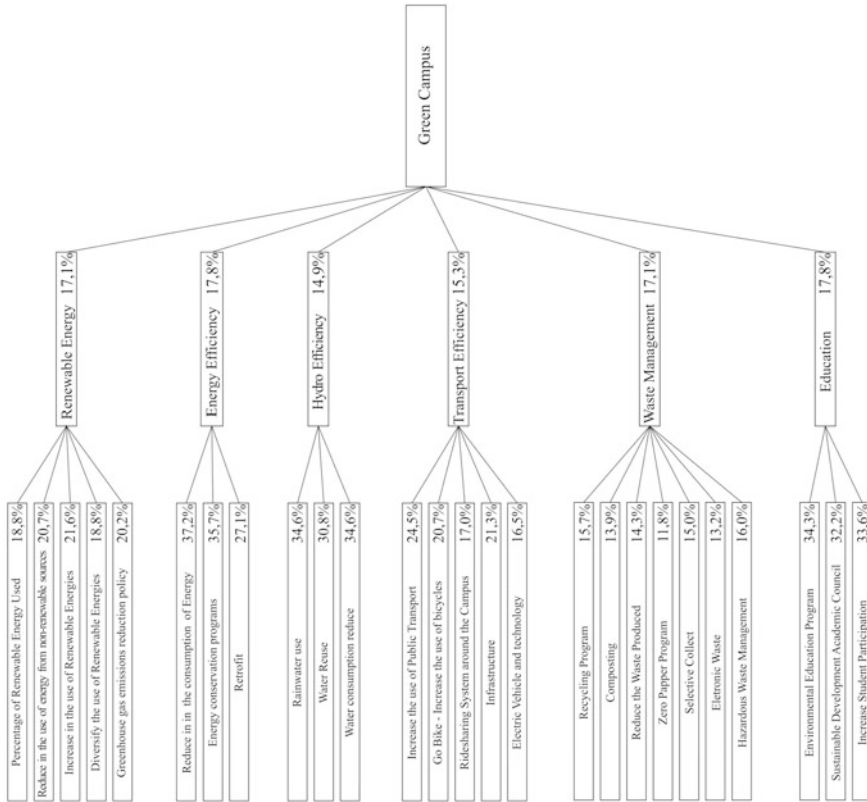 Green Campus
Renewable Energy 17,1%
Energy Efficiency 17,8%
Hydro Efficiency 14,9%
Transport Efficiency 15,3%
Waste Management 17,1%
Education 17,8%
Percentage of Renewable Energy Used 18,8%
Reduce in the use of energy from non-renewable sources 20,7%
Increase in the use of Renewable Energies 21,6%
Diversify the use of Renewable Energies 18,8%
Greenhouse gas emissions reduction policy 20,2%
Reduce in in the consumption of Energy 37,2%
Energy conservation programs 35,7%
Retrofit 27,1%
Rainwater use 34,6%
Water Reuse 30,8%
Water consumption reduce 34,6%
Increase the use of Public Transport 24,5%
Go Bike - Increase the use of bicycles 20,7%
Ridesharing System around the Campus 17,0%
Infrastructure 21,3%
Electric Vehicle and technology 16,5%
Recycling Program 15,7%
Composting 13,9%
Reduce the Waste Produced 14,3%
Zero Papper Program 11,8%
Selective Collect 15,0%
Eletronic Waste 13,2%
Hazardous Waste Management 16,0%
Environmental Education Program 34,3%
Sustainable Development Academic Council 32,2%
Increase Student Participation 33,6%